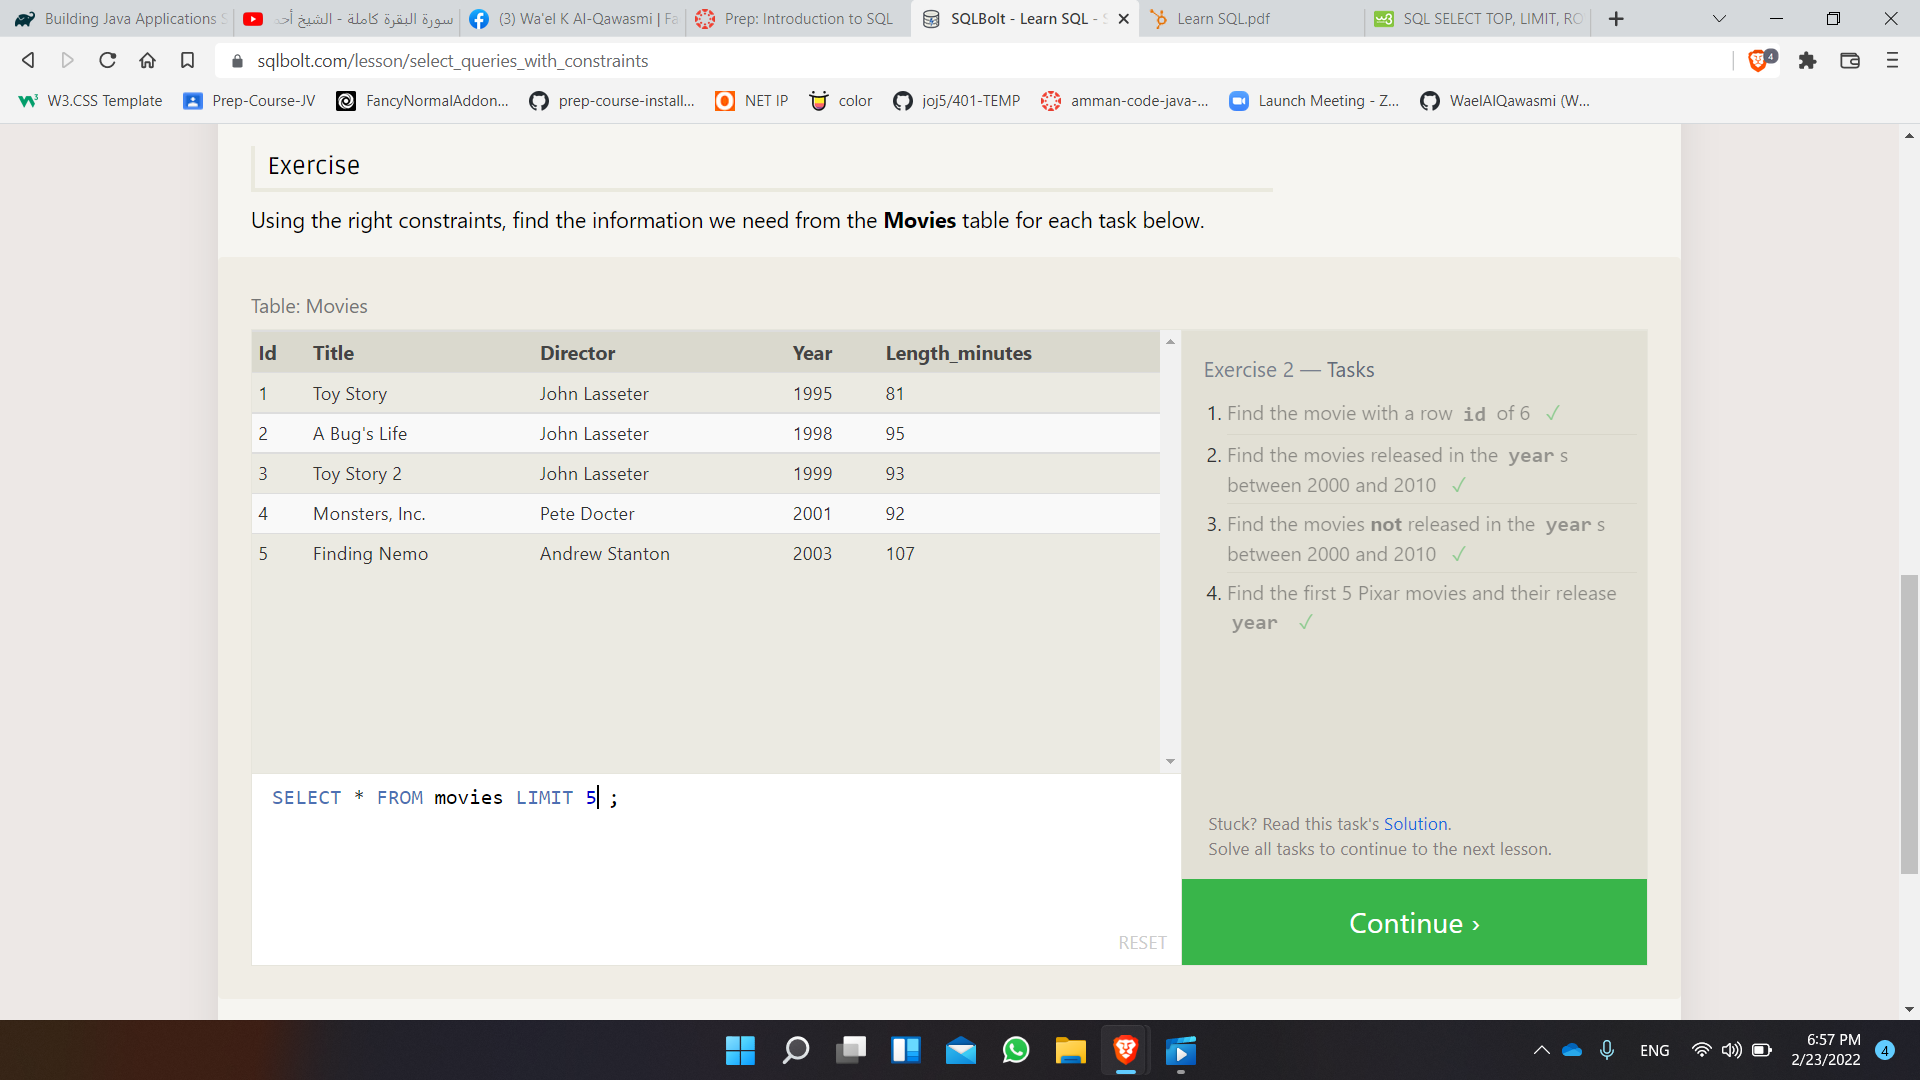 Building Java Applications S
سورة البقرة كاملة - الشيخ أحمد
(3) Wa'el K Al-Qawasmi | Fa
Prep: Introduction to SQL
SQLBolt - Learn SQL - S
Learn SQL.pdf
SQL SELECT TOP, LIMIT, RO
sqlbolt.com/lesson/select_queries_with_constraints
4
W3.CSS Template
Prep-Course-JV
FancyNormalAddon...
prep-course-install...
NET IP
color
joj5/401-TEMP
amman-code-java-...
Launch Meeting - Z...
WaelAlQawasmi (W...
Exercise
Using the right constraints, find the information we need from the Movies table for each task below.
Table: Movies
Id Title Director Year Length_minutes
1 Toy Story John Lasseter 1995 81
2 A Bug's Life John Lasseter 1998 95
3 Toy Story 2 John Lasseter 1999 93
4 Monsters, Inc. Pete Docter 2001 92
5 Finding Nemo Andrew Stanton 2003 107
SELECT * FROM movies LIMIT 5 ;
RESET
Exercise 2 — Tasks
1. Find the movie with a row id of 6 ✓
2. Find the movies released in the year s
between 2000 and 2010 ✓
3. Find the movies not released in the year s
between 2000 and 2010 ✓
4. Find the first 5 Pixar movies and their release
year ✓
Stuck? Read this task's Solution.
Solve all tasks to continue to the next lesson.
Continue ›
ENG
6:57 PM
2/23/2022
4